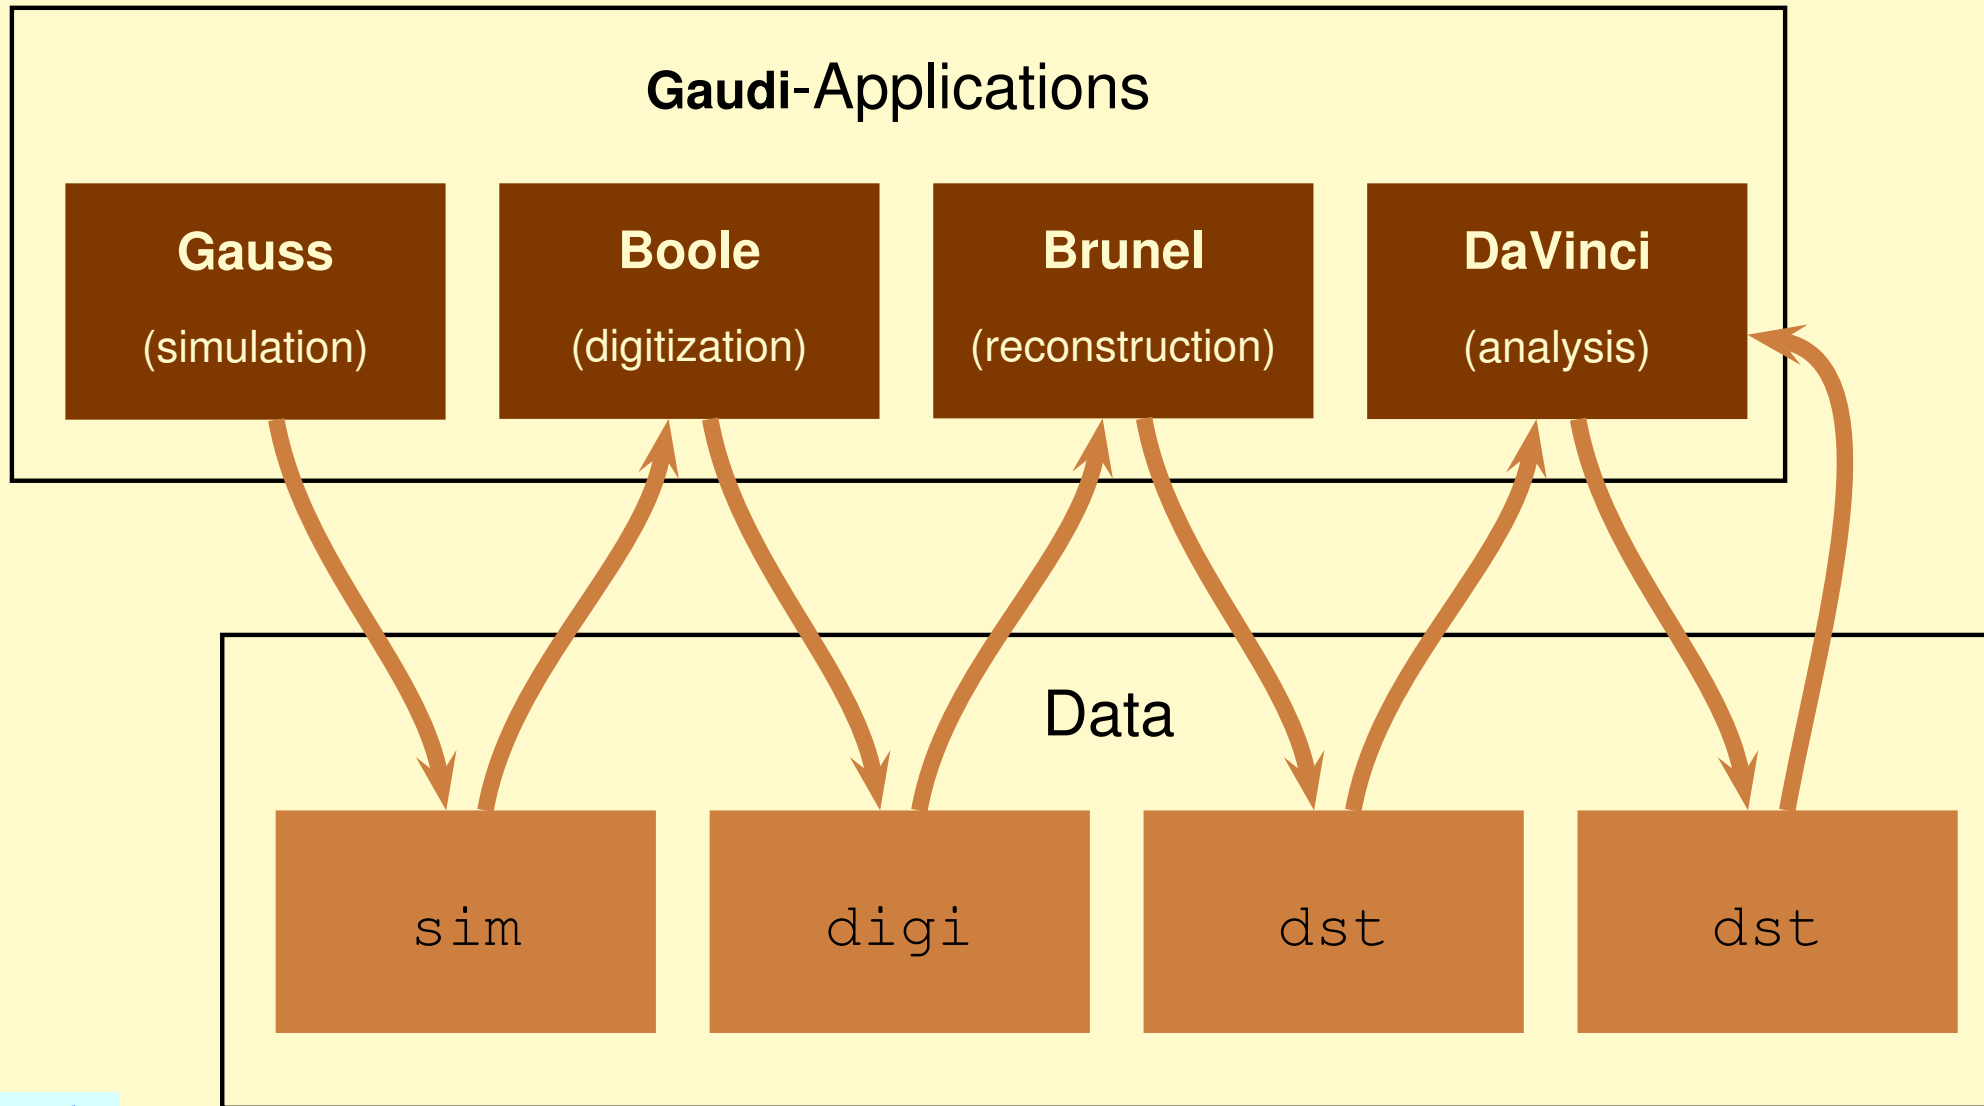 Gaudi-Applications
Gauss
(simulation)
Boole
(digitization)
Brunel
(reconstruction)
DaVinci
(analysis)
Data
sim
digi
dst
dst